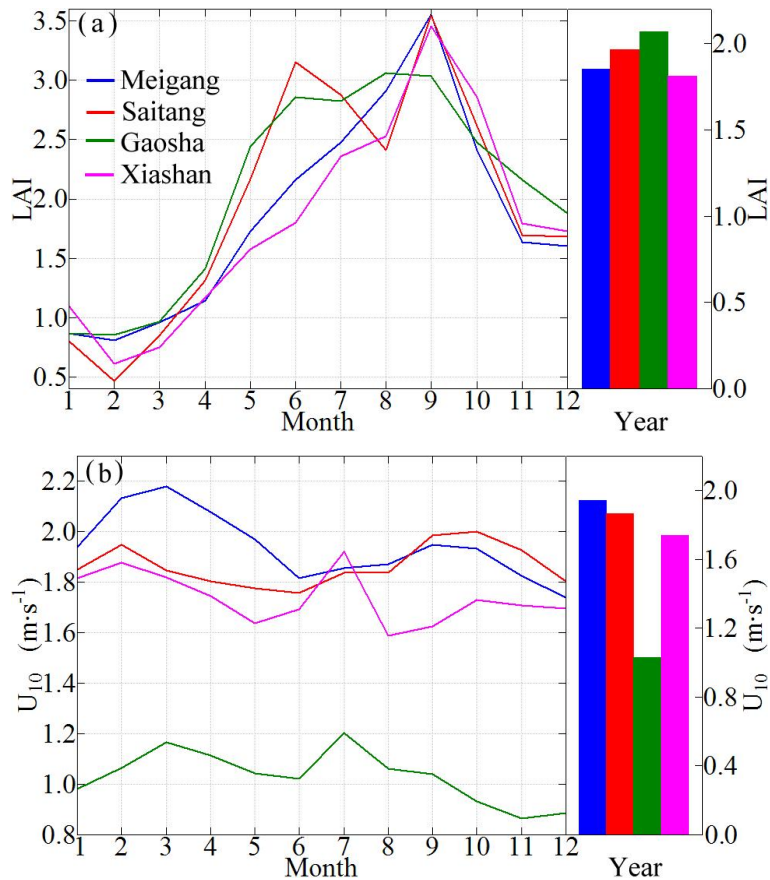 (a)
3.5
3.0
2.5
2.0
1.5
1.0
0.5
LAI
Meigang
Saitang
Gaosha
Xiashan
1 2 3 4 5 6 7 8 9 10 11 12
Month
2.0
1.5
1.0
0.5
0.0
LAI
Year
(b)
2.2
2.0
1.8
1.6
1.4
1.2
1.0
0.8
U₁₀ (m·s⁻¹)
1 2 3 4 5 6 7 8 9 10 11 12
Month
2.0
1.6
1.2
0.8
0.4
0.0
U₁₀ (m·s⁻¹)
Year